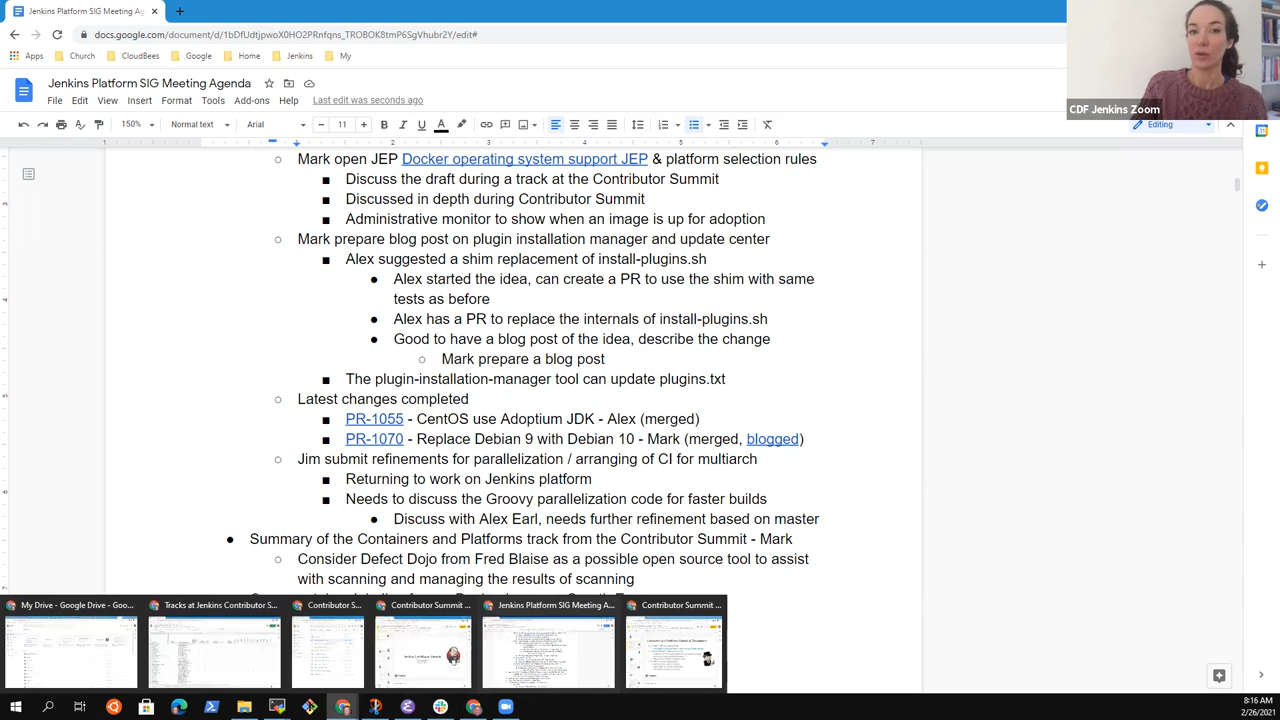 Jenkins Platform SIG Meeting Ag
docs.google.com/document/d/1bDfUdtjpwoX0HO2PRnfqns_TROBOK8tmP6SgVhubr2Y/edit#
Apps Church CloudBees Google Home Jenkins My
Jenkins Platform SIG Meeting Agenda
File Edit View Insert Format Tools Add-ons Help Last edit was seconds ago
CDF Jenkins Zoom
150% Normal text Arial 11 Editing
1 2 3 4 5 6 7
Mark open JEP Docker operating system support JEP & platform selection rules
Discuss the draft during a track at the Contributor Summit
Discussed in depth during Contributor Summit
Administrative monitor to show when an image is up for adoption
Mark prepare blog post on plugin installation manager and update center
Alex suggested a shim replacement of install-plugins.sh
Alex started the idea, can create a PR to use the shim with same
tests as before
Alex has a PR to replace the internals of install-plugins.sh
Good to have a blog post of the idea, describe the change
Mark prepare a blog post
The plugin-installation-manager tool can update plugins.txt
Latest changes completed
PR-1055 - CentOS use Adoptium JDK - Alex (merged)
PR-1070 - Replace Debian 9 with Debian 10 - Mark (merged, blogged)
Jim submit refinements for parallelization / arranging of CI for multiarch
Returning to work on Jenkins platform
Needs to discuss the Groovy parallelization code for faster builds
Discuss with Alex Earl, needs further refinement based on master
Summary of the Containers and Platforms track from the Contributor Summit - Mark
Consider Defect Dojo from Fred Blaise as a possible open source tool to assist
with scanning and managing the results of scanning
My Drive - Google Drive - Goo...
Tracks at Jenkins Contributor S...
Contributor S...
Contributor Summit ...
Jenkins Platform SIG Meeting A...
Contributor Summit ...
8:16 AM
2/26/2021